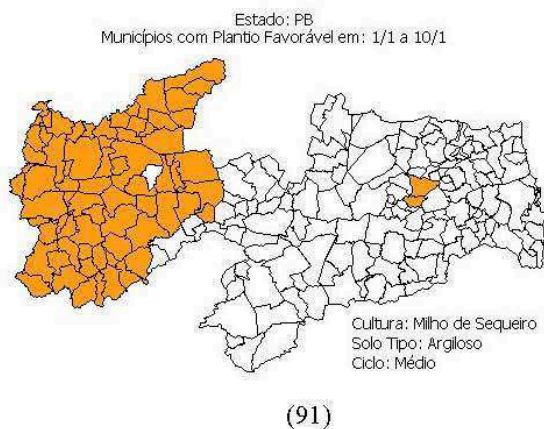 Estado: PB
Municípios com Plantio Favorável em: 1/1 a 10/1
Cultura: Milho de Sequeiro
Solo Tipo: Argiloso
Ciclo: Médio
(91)